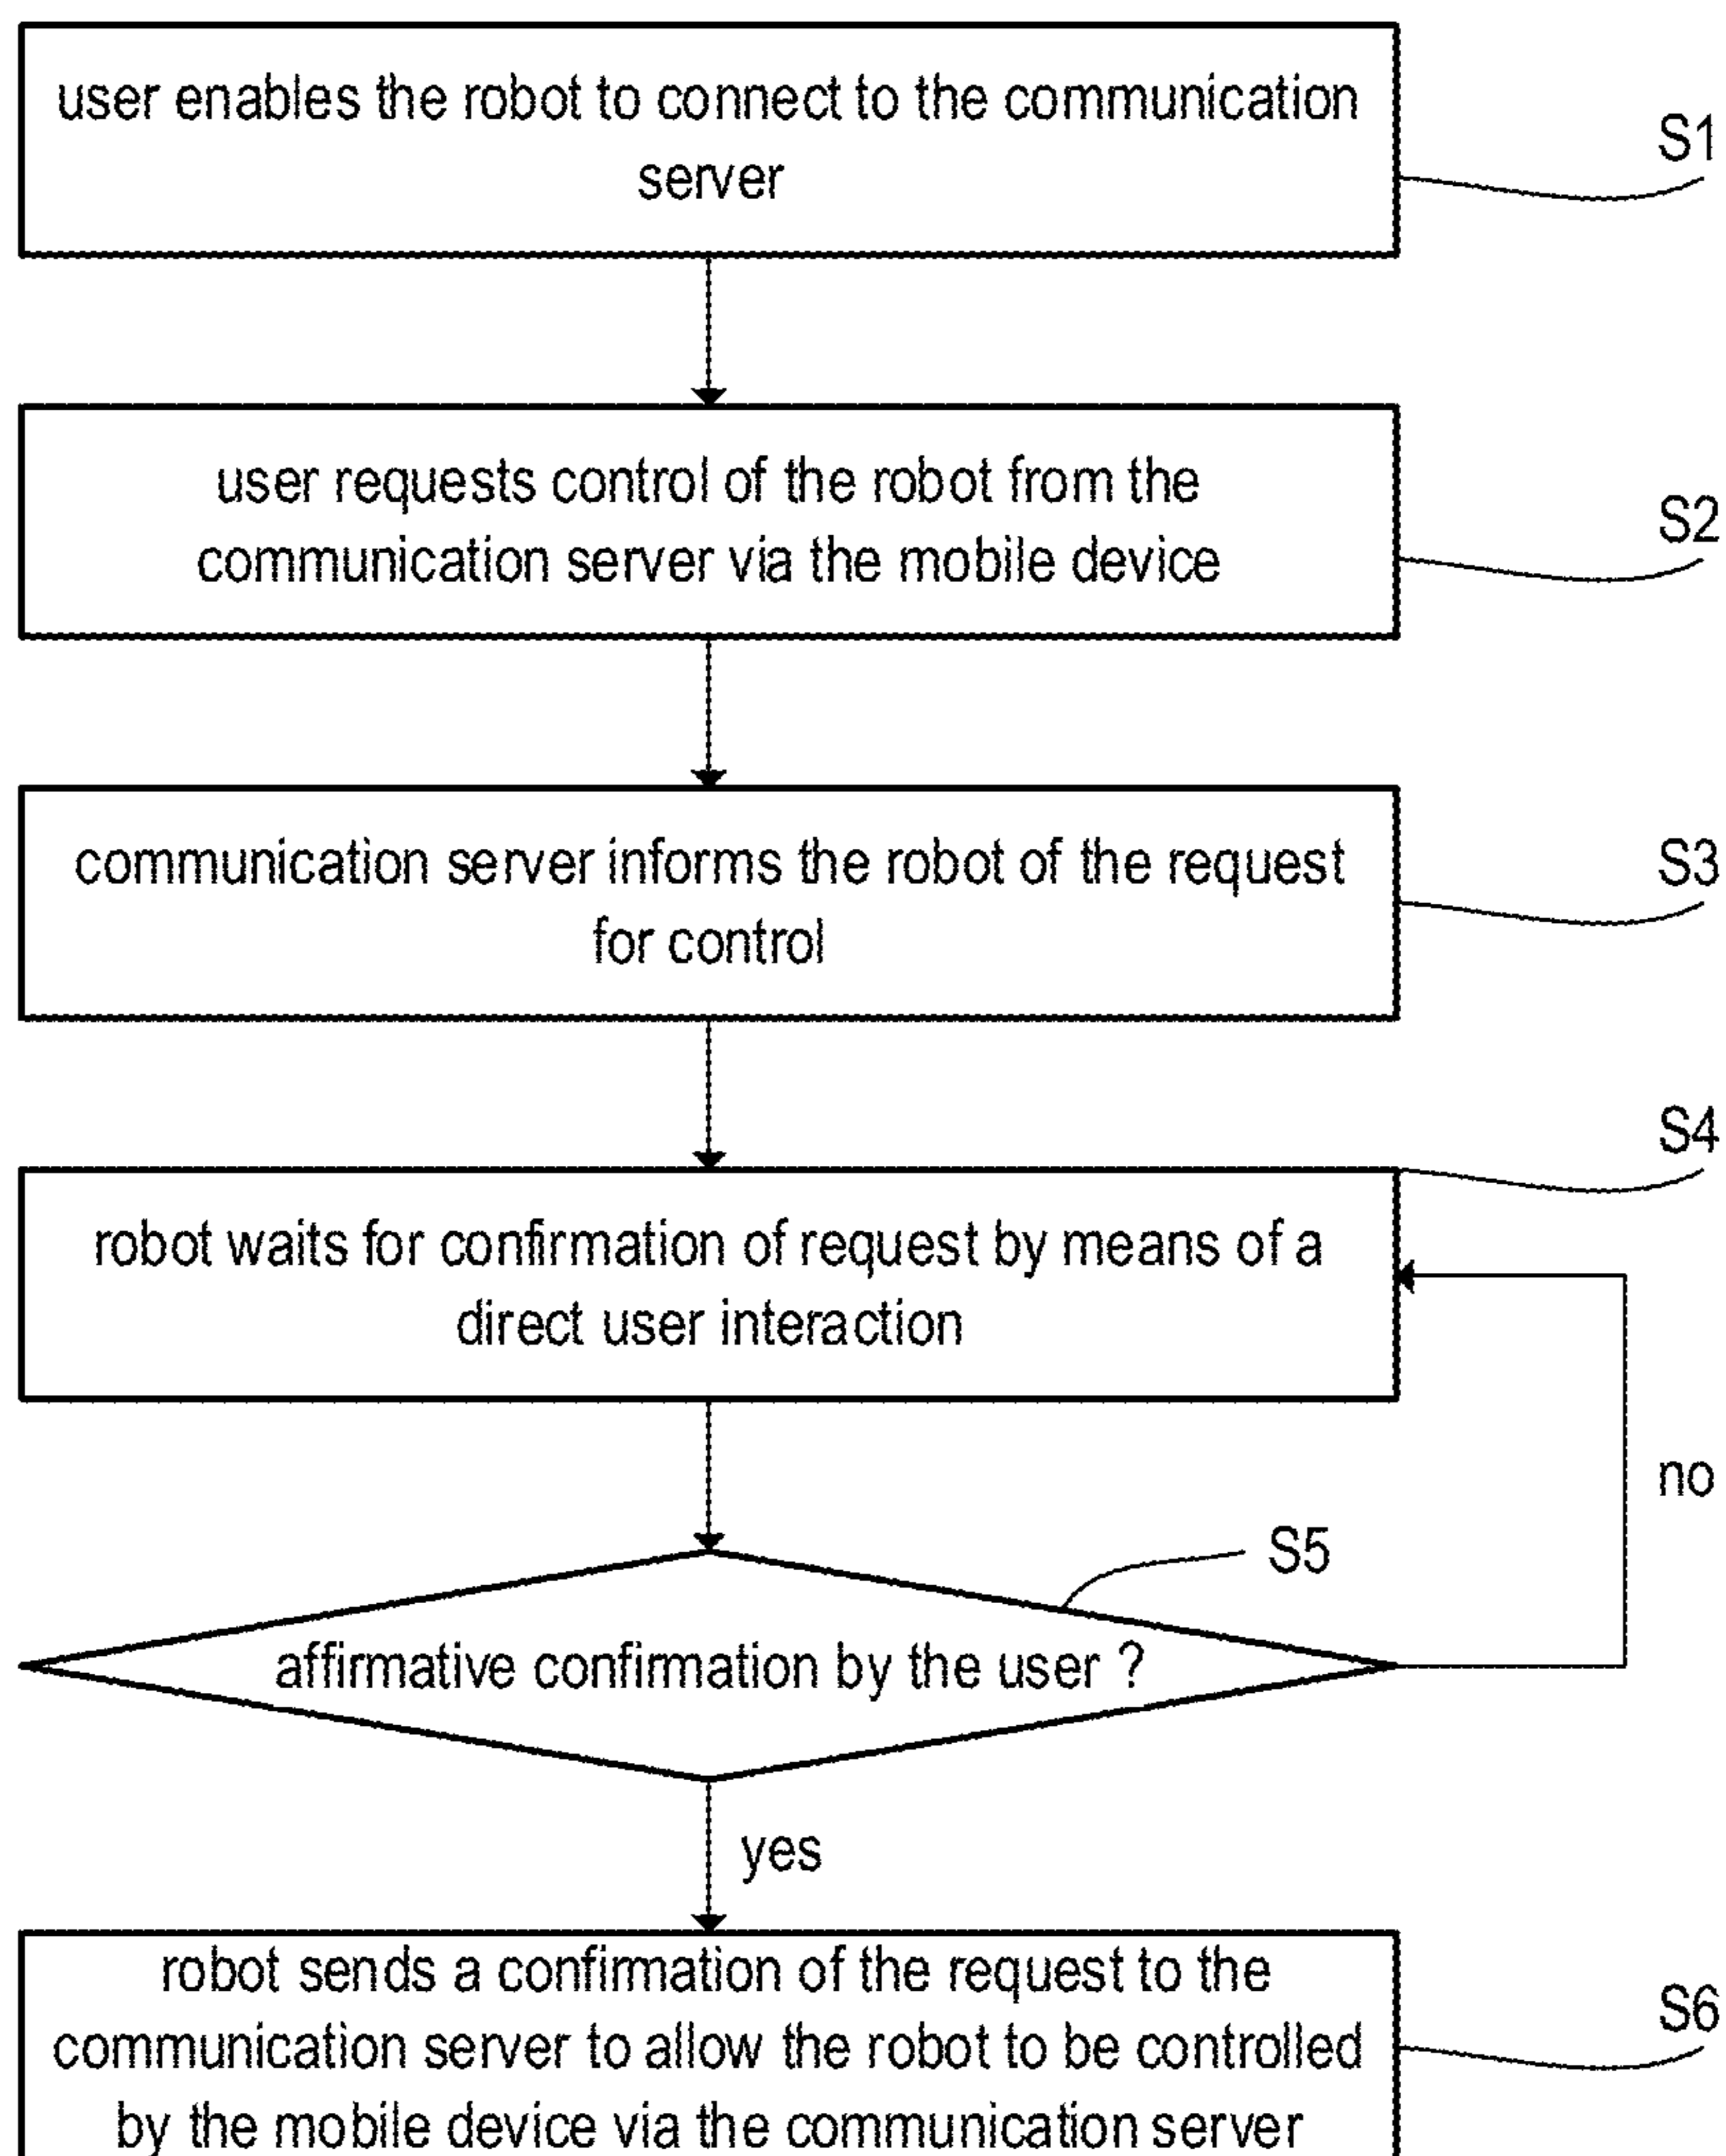 user enables the robot to connect to the communication
server
S1
user requests control of the robot from the
communication server via the mobile device
S2
communication server informs the robot of the request
for control
S3
S4
robot waits for confirmation of request by means of a
direct user interaction
no
S5
affirmative confirmation by the user ?
yes
robot sends a confirmation of the request to the
communication server to allow the robot to be controlled
by the mobile device via the communication server
S6